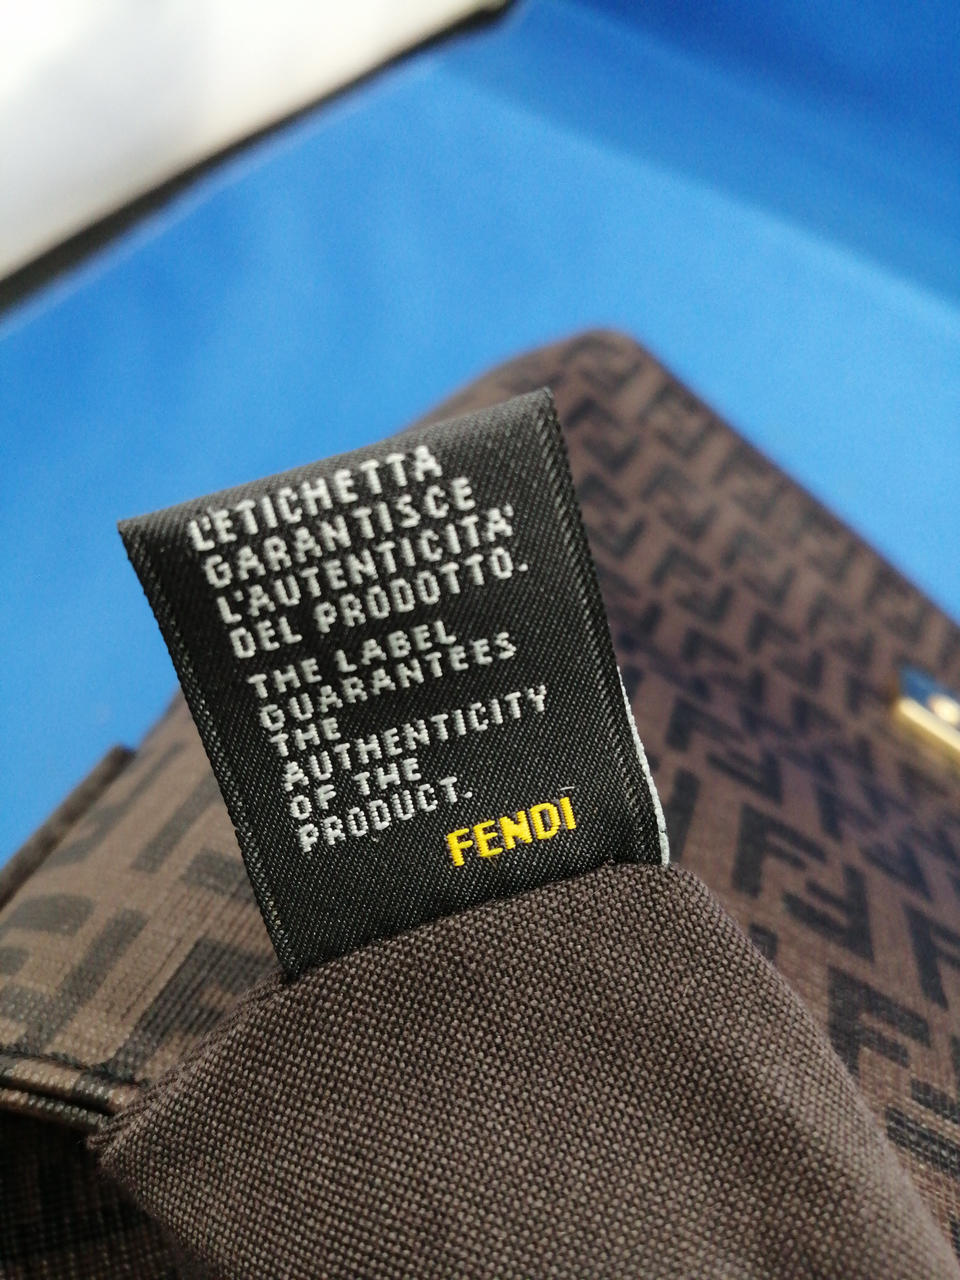 L'ETICHETTA
GARANTISCE
L'AUTENTICITA'
DEL PRODOTTO.
THE LABEL
GUARANTEES
THE
AUTHENTICITY
OF THE
PRODUCT.
FENDI